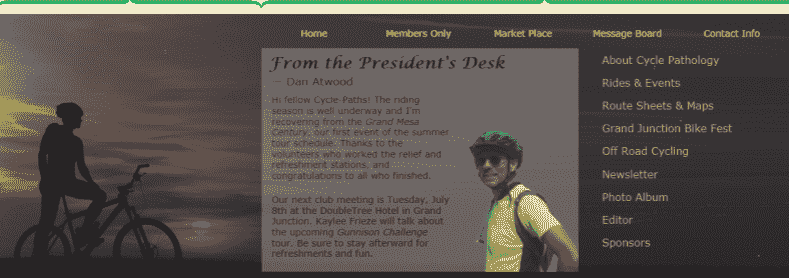 Home Members Only Market Place Message Board Contact Info
From the President's Desk
— Dan Atwood
Hi fellow Cycle-Paths! The riding
season is well underway and I'm
recovering from the Grand Mesa
Century, our first event of the summer
tour schedule. Thanks to the
volunteers who worked the relief and
refreshment stations, and
congratulations to all who finished.
Our next club meeting is Tuesday, July
8th at the DoubleTree Hotel in Grand
Junction. Kaylee Frieze will talk about
the upcoming Gunnison Challenge
tour. Be sure to stay afterward for
refreshments and fun.
About Cycle Pathology
Rides & Events
Route Sheets & Maps
Grand Junction Bike Fest
Off Road Cycling
Newsletter
Photo Album
Editor
Sponsors